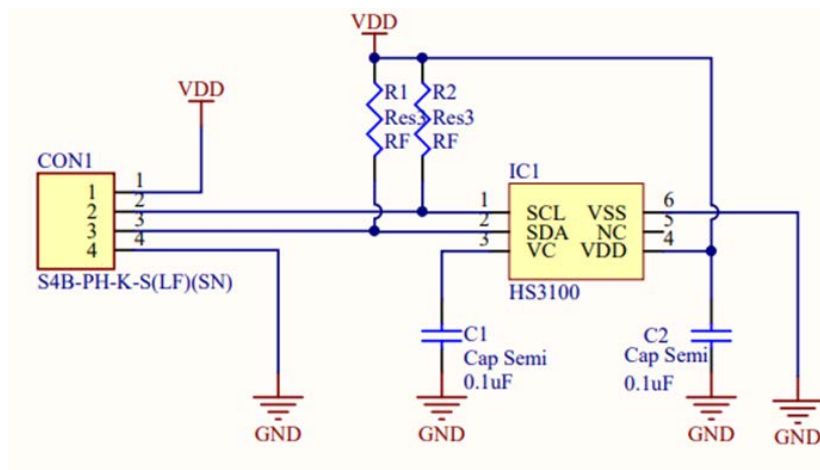 VDD
VDD
R1
Res3
RF
R2
Res3
RF
CON1
1
2
3
4
1
2
3
4
S4B-PH-K-S(LF)(SN)
IC1
1
2
3
SCL
SDA
VC
VSS
NC
VDD
6
5
4
HS3100
C1
Cap Semi
0.1uF
C2
Cap Semi
0.1uF
GND
GND
GND
GND